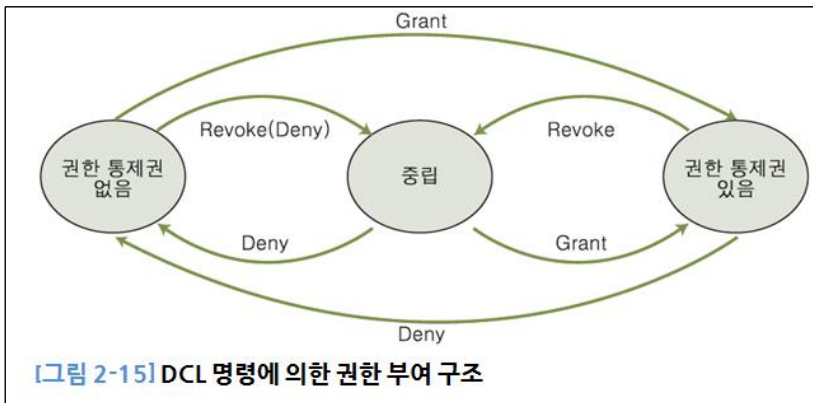 Grant
Revoke(Deny)
Revoke
권한 통제권
없음
중립
권한 통제권
있음
Deny
Grant
Deny
[그림 2-15] DCL 명령에 의한 권한 부여 구조